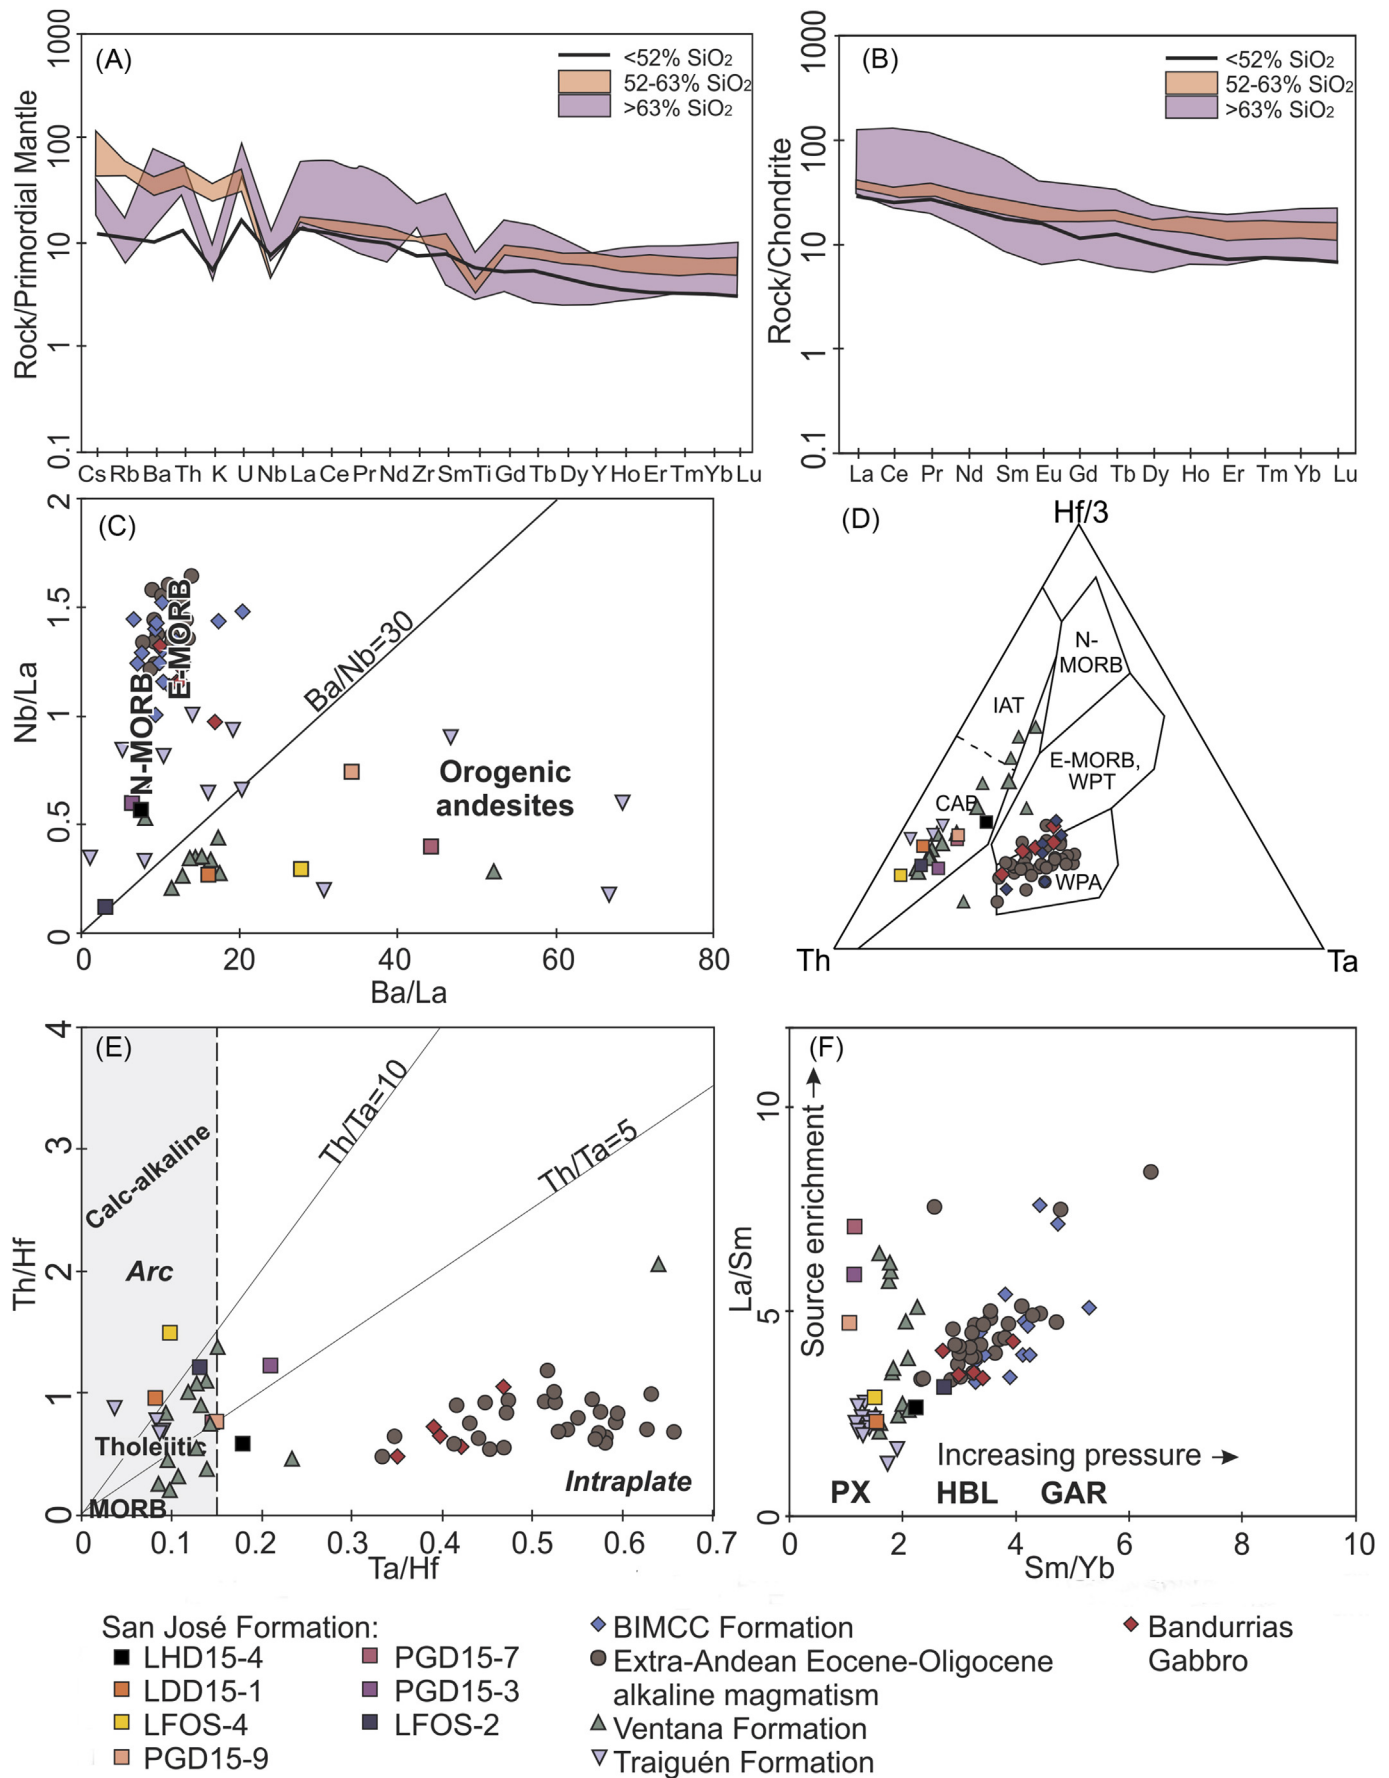 (A)
<52% SiO2
52-63% SiO2
>63% SiO2
Rock/Primordial Mantle
1000
100
10
1
0.1
Cs Rb Ba Th K U Nb La Ce Pr Nd Zr Sm Ti Gd Tb Dy Y Ho Er Tm Yb Lu
(B)
<52% SiO2
52-63% SiO2
>63% SiO2
Rock/Chondrite
1000
100
10
1
0.1
La Ce Pr Nd Sm Eu Gd Tb Dy Ho Er Tm Yb Lu
(C)
Nb/La
2
1.5
1
0.5
0
N-MORB
E-MORB
Ba/Nb=30
Orogenic
andesites
0 20 40 60 80
Ba/La
(D)
Hf/3
N-
MORB
IAT
E-MORB,
WPT
CAB
WPA
Th
Ta
(E)
Th/Hf
4
3
2
1
0
Calc-alkaline
Arc
Tholeiitic
MORB
Th/Ta=10
Th/Ta=5
Intraplate
0 0.1 0.2 0.3 0.4 0.5 0.6 0.7
Ta/Hf
(F)
La/Sm
10
5
0
Source enrichment
Increasing pressure
PX HBL GAR
0 2 4 6 8 10
Sm/Yb
San José Formation:
LHD15-4
LDD15-1
LFOS-4
PGD15-9
PGD15-7
PGD15-3
LFOS-2
BIMCC Formation
Extra-Andean Eocene-Oligocene
alkaline magmatism
Ventana Formation
Traiguén Formation
Bandurrias
Gabbro